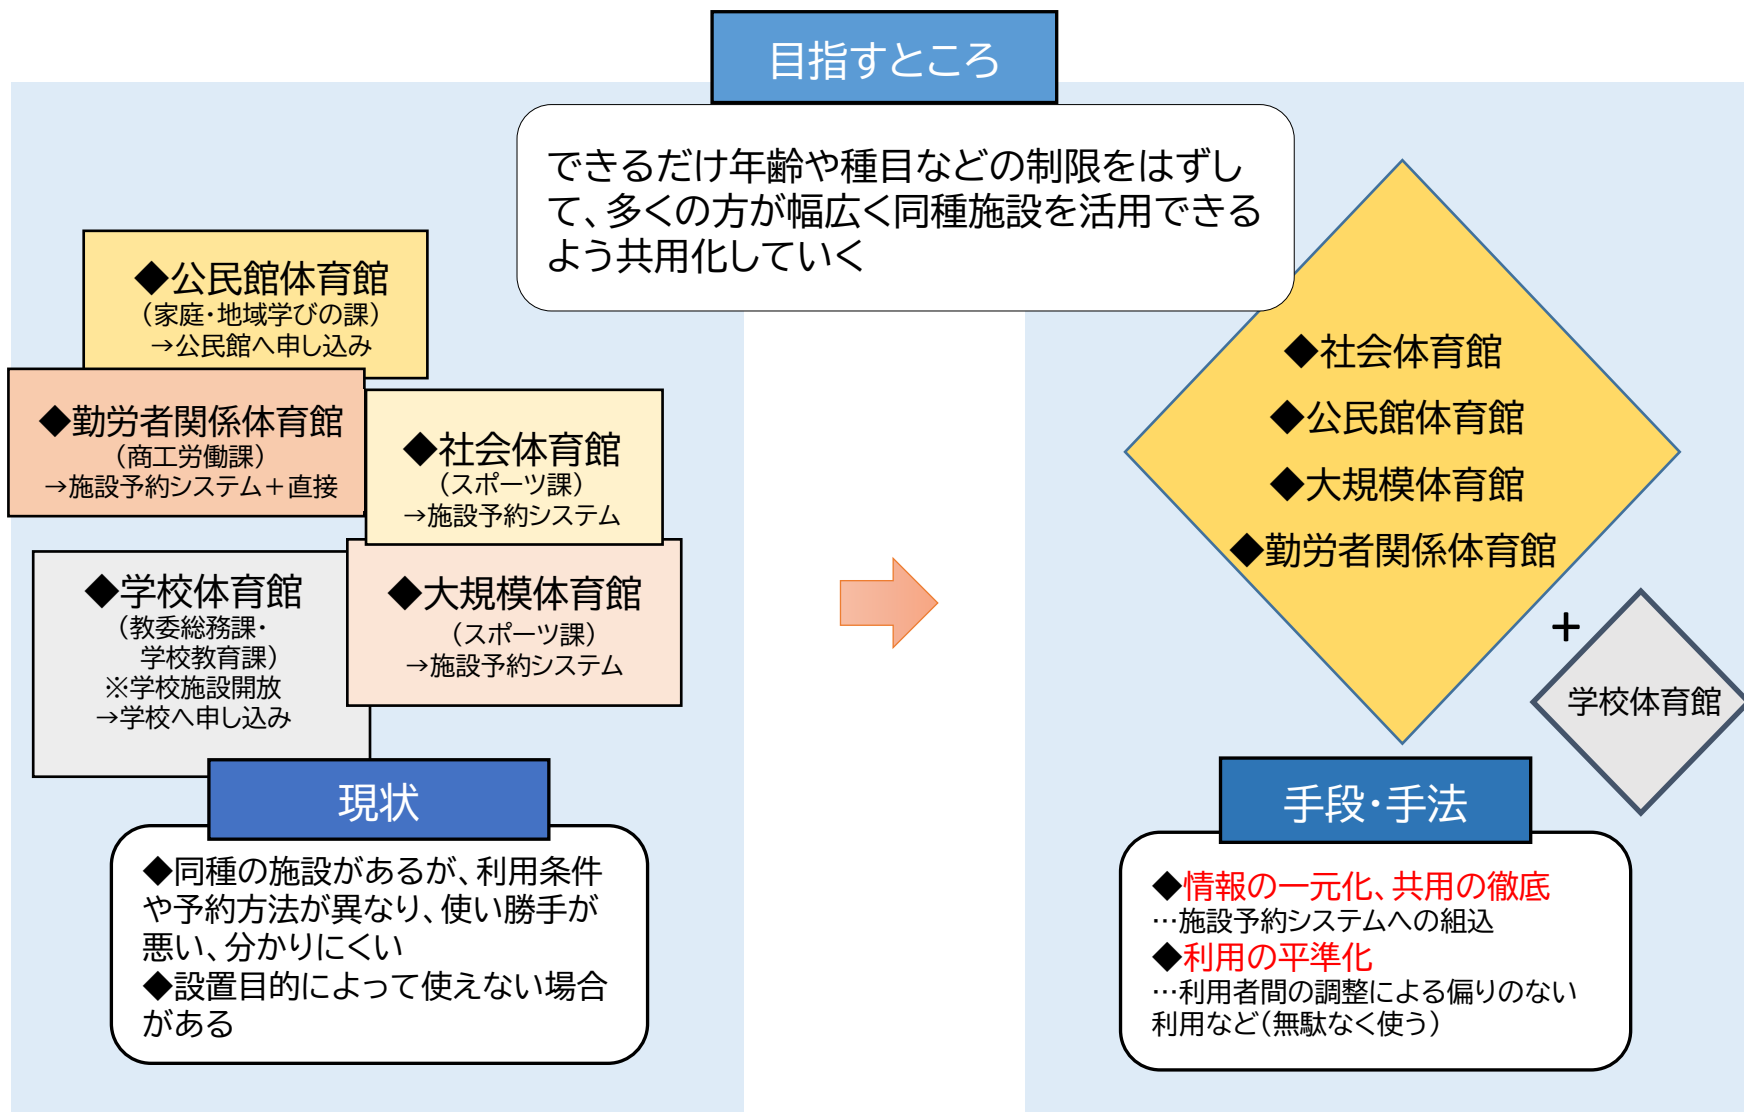 目指すところ
できるだけ年齢や種目などの制限をはずし
て、多くの方が幅広く同種施設を活用できる
よう共用化していく
◆公民館体育館
（家庭・地域学びの課）
→公民館へ申し込み
◆勤労者関係体育館
（商工労働課）
→施設予約システム＋直接
◆社会体育館
（スポーツ課）
→施設予約システム
◆学校体育館
（教委総務課・
学校教育課）
※学校施設開放
→学校へ申し込み
◆大規模体育館
（スポーツ課）
→施設予約システム
現状
◆同種の施設があるが、利用条件
や予約方法が異なり、使い勝手が
悪い、分かりにくい
◆設置目的によって使えない場合
がある
◆社会体育館
◆公民館体育館
◆大規模体育館
◆勤労者関係体育館
+
学校体育館
手段・手法
◆情報の一元化、共用の徹底
…施設予約システムへの組込
◆利用の平準化
…利用者間の調整による偏りのない
利用など（無駄なく使う）